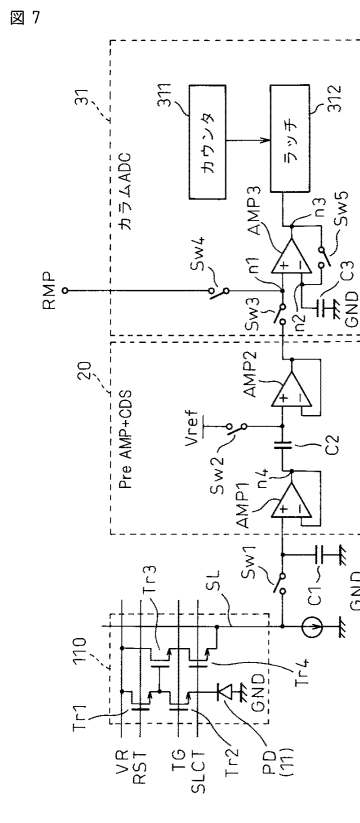 図 7
110
Tr1
VR
RST
TG
SLCT
Tr2
PD
(11)
GND
Tr3
Tr4
SL
Sw1
C1
GND
20
Pre AMP+CDS
AMP1
n4
C2
Vref
Sw2
AMP2
31
カラムADC
RMP
Sw4
Sw3
n1
n2
AMP3
n3
C3
GND
Sw5
311
カウンタ
312
ラッチ
+
−
+
−
+
−